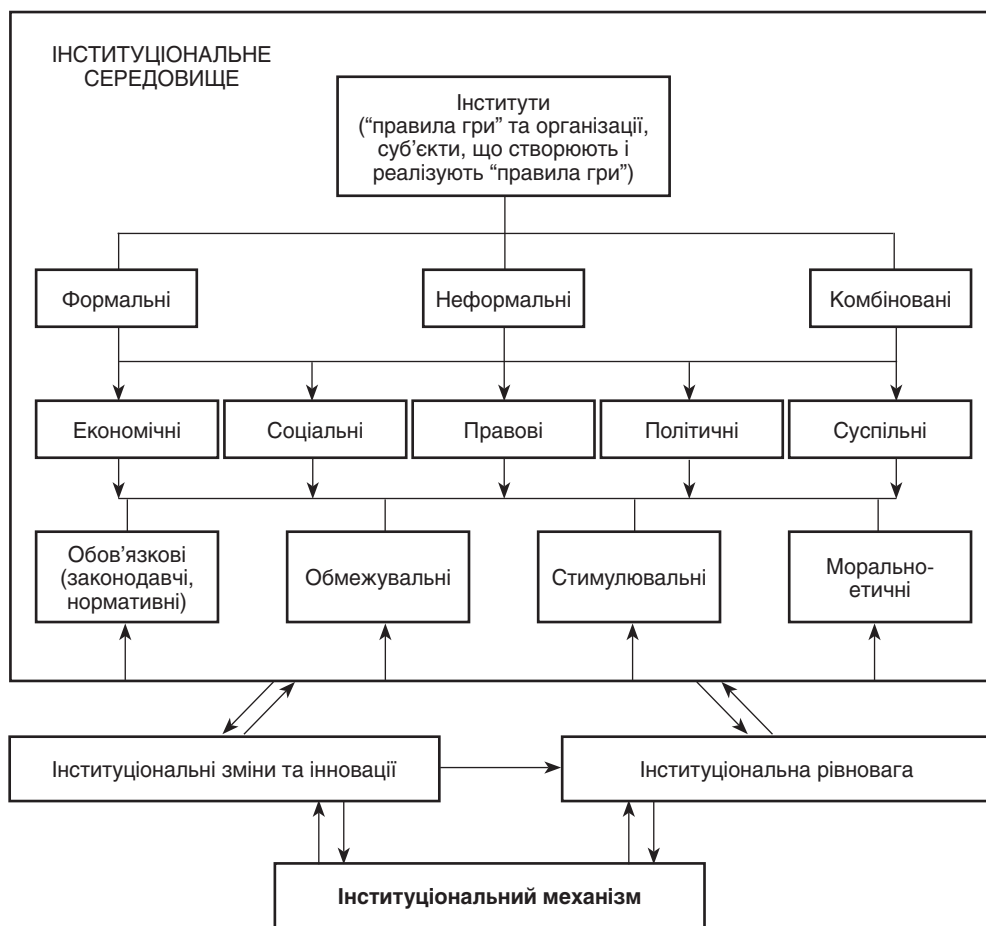 ІНСТИТУЦІОНАЛЬНЕ
СЕРЕДОВИЩЕ
Інститути
(“правила гри” та організації,
суб’єкти, що створюють і
реалізують “правила гри”)
Формальні
Неформальні
Комбіновані
Економічні
Соціальні
Правові
Політичні
Суспільні
Обов’язкові
(законодавчі,
нормативні)
Обмежувальні
Стимулювальні
Морально-
етичні
Інституціональні зміни та інновації
Інституціональна рівновага
Інституціональний механізм